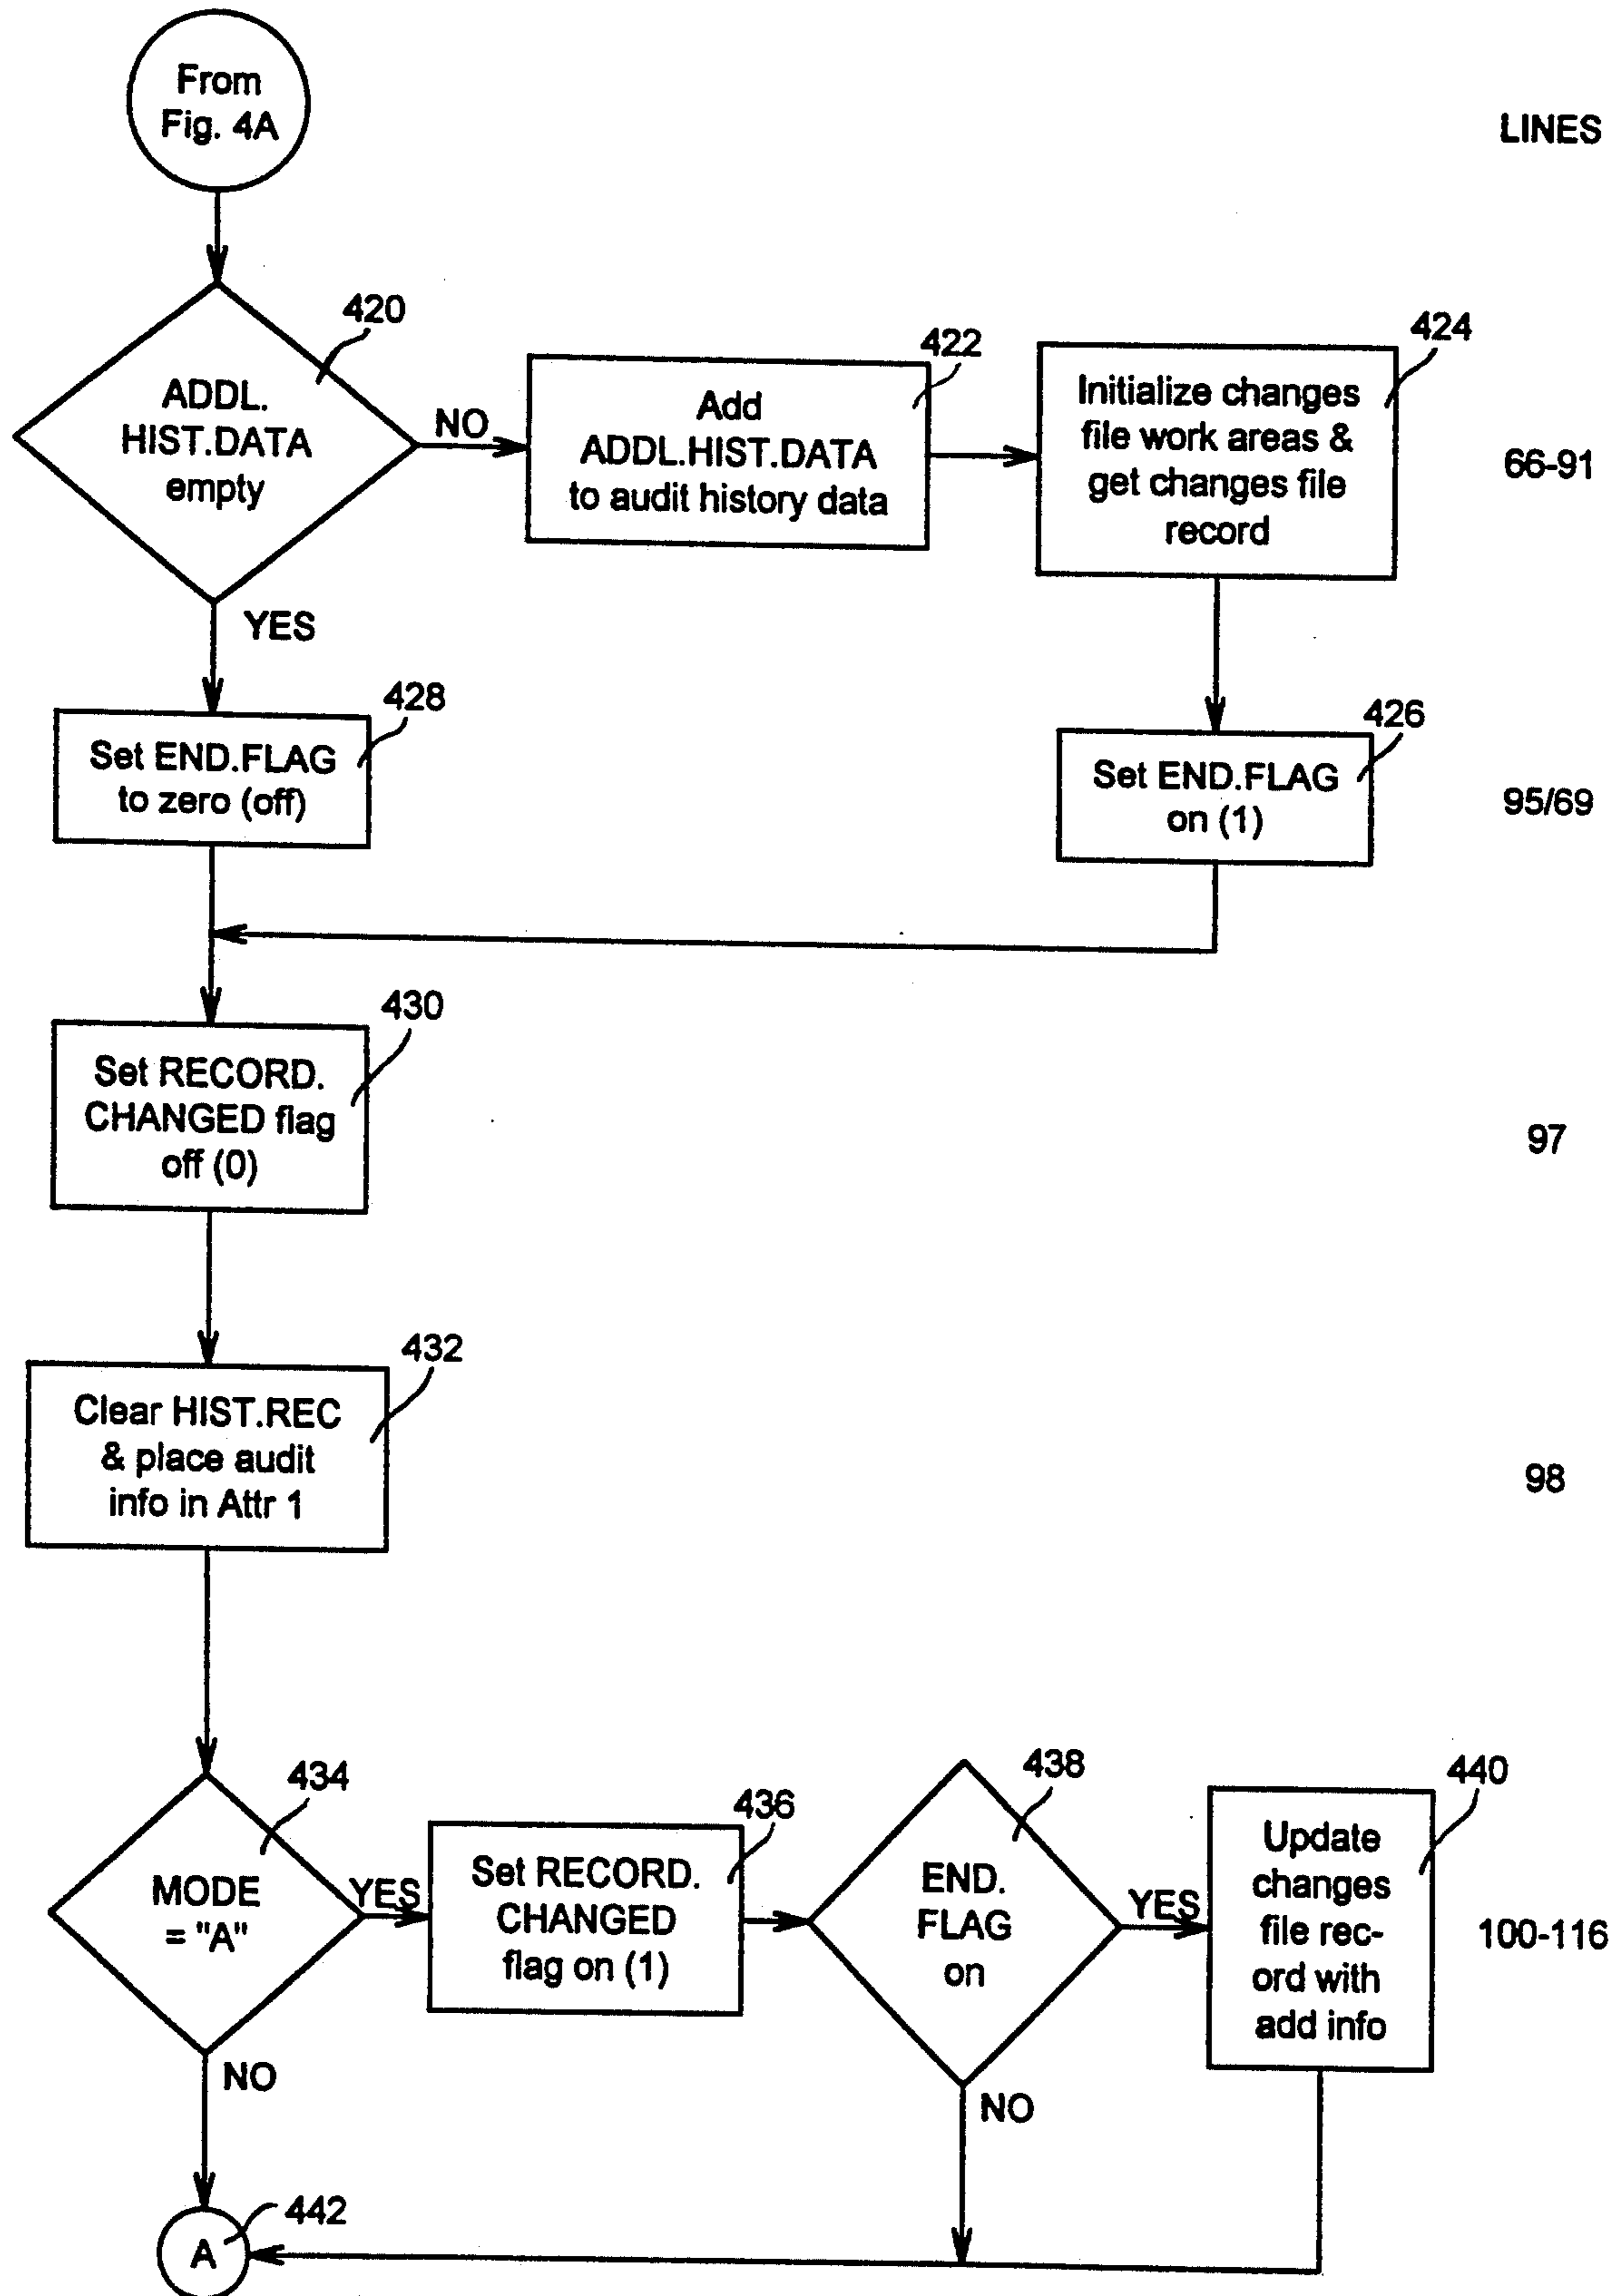 From
Fig. 4A
LINES
420
ADDL.
HIST.DATA
empty
NO
422
Add
ADDL.HIST.DATA
to audit history data
424
Initialize changes
file work areas &
get changes file
record
66-91
YES
428
Set END.FLAG
to zero (off)
426
Set END.FLAG
on (1)
95/69
430
Set RECORD.
CHANGED flag
off (0)
97
432
Clear HIST.REC
& place audit
info in Attr 1
98
434
MODE
= "A"
YES
436
Set RECORD.
CHANGED
flag on (1)
438
END.
FLAG
on
YES
440
Update
changes
file rec-
ord with
add info
100-116
NO
NO
442
A